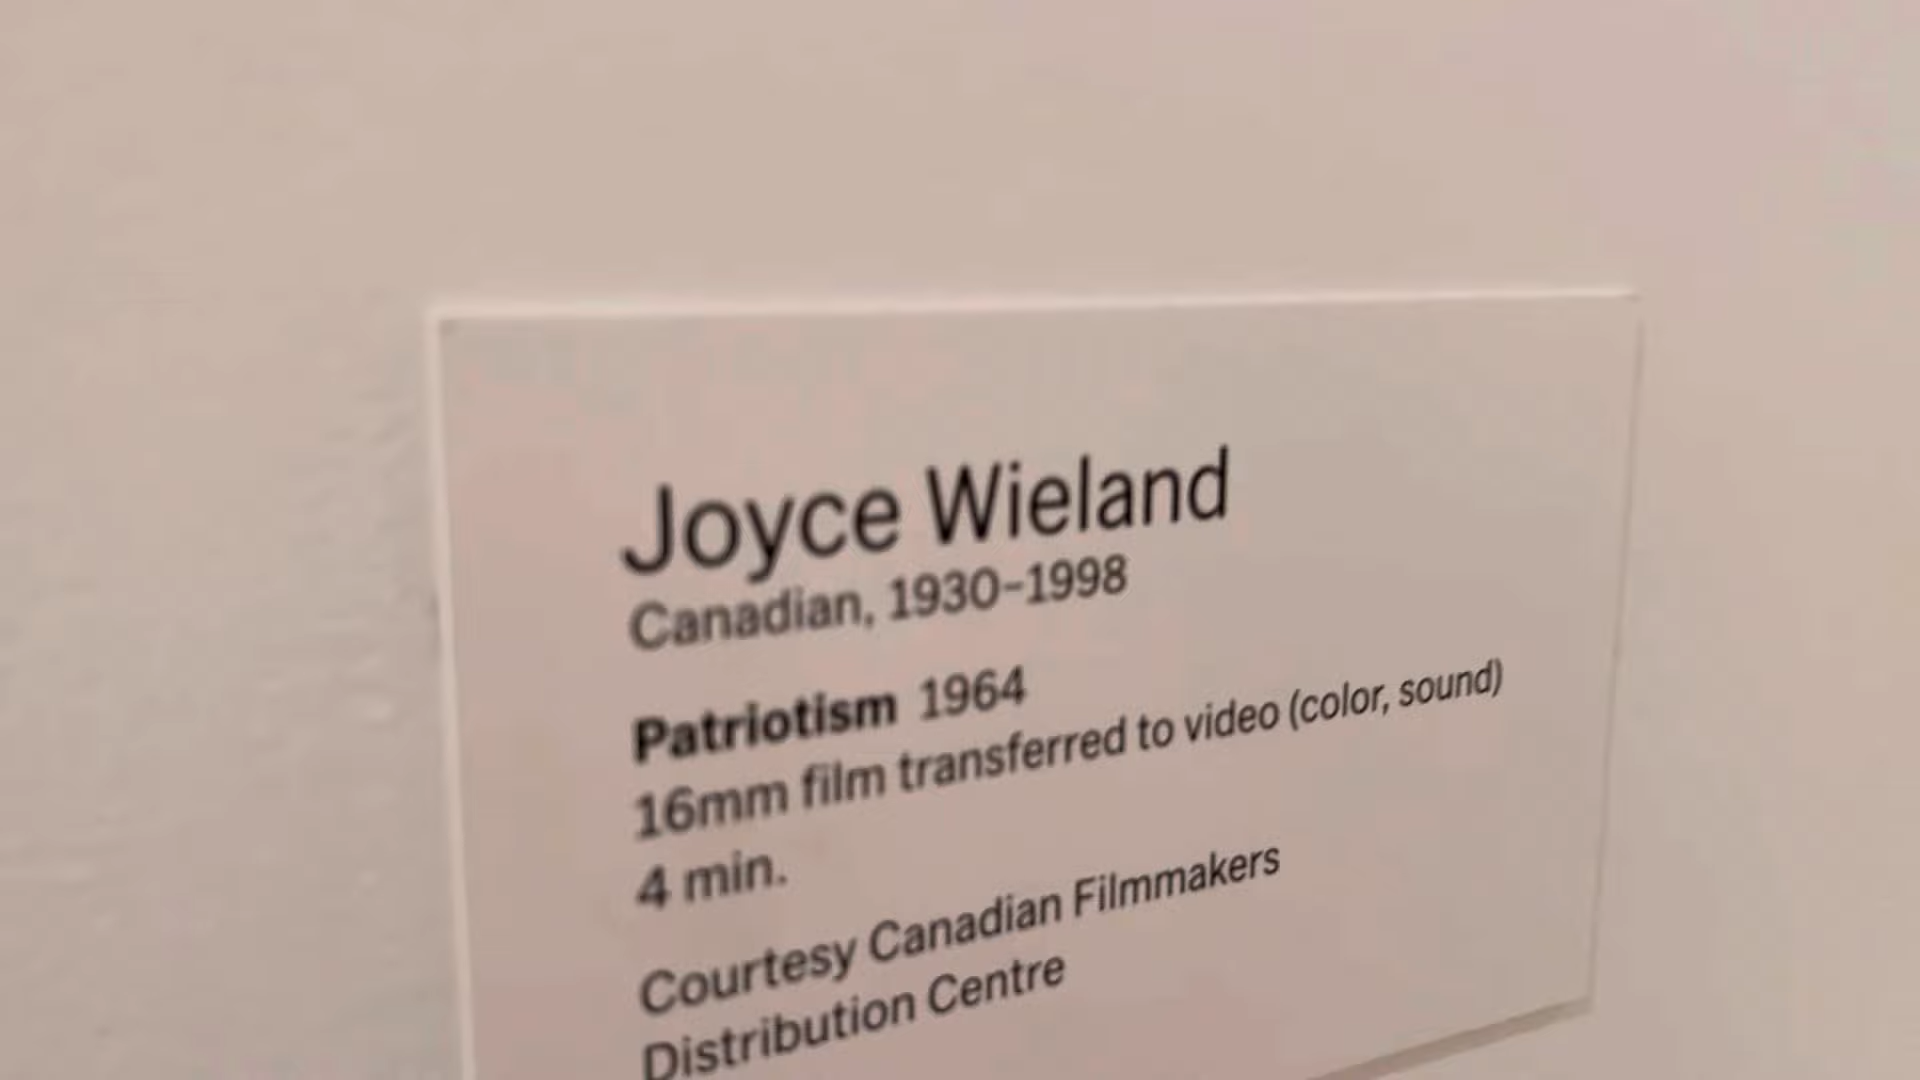 Joyce Wieland
Canadian, 1930–1998
Patriotism 1964
16mm film transferred to video (color, sound)
4 min.
Courtesy Canadian Filmmakers
Distribution Centre